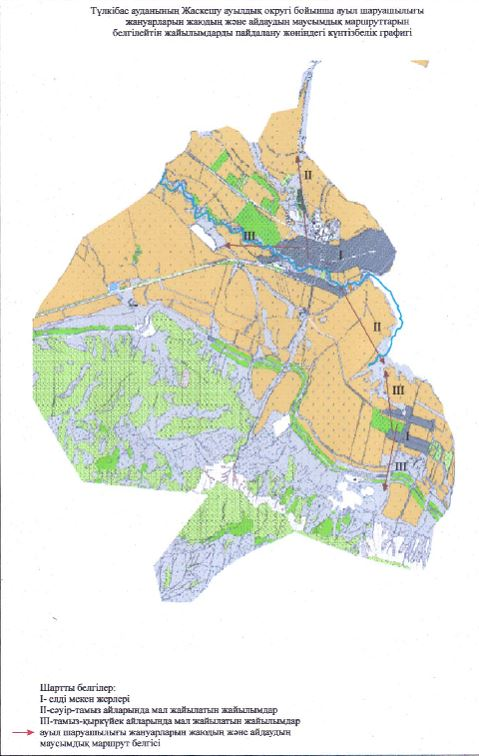 Түлкібас ауданының Жаскешу ауылдық округі бойынша ауыл шаруашылығы
жануарларын жаюдың және айдаудың маусымдық маршруттарын
белгілейтін жайылымдарды пайдалану жөніндегі күнтізбелік графигі
II
III
I
II
III
I
III
Шартты белгілер:
I- елді мекен жерлері
II-сәуір-тамыз айларында мал жайылатын жайылымдар
III-тамыз-қыркүйек айларында мал жайылатын жайылымдар
ауыл шаруашылығы жануарларын жаюдың және айдаудың
маусымдық маршрут белгісі